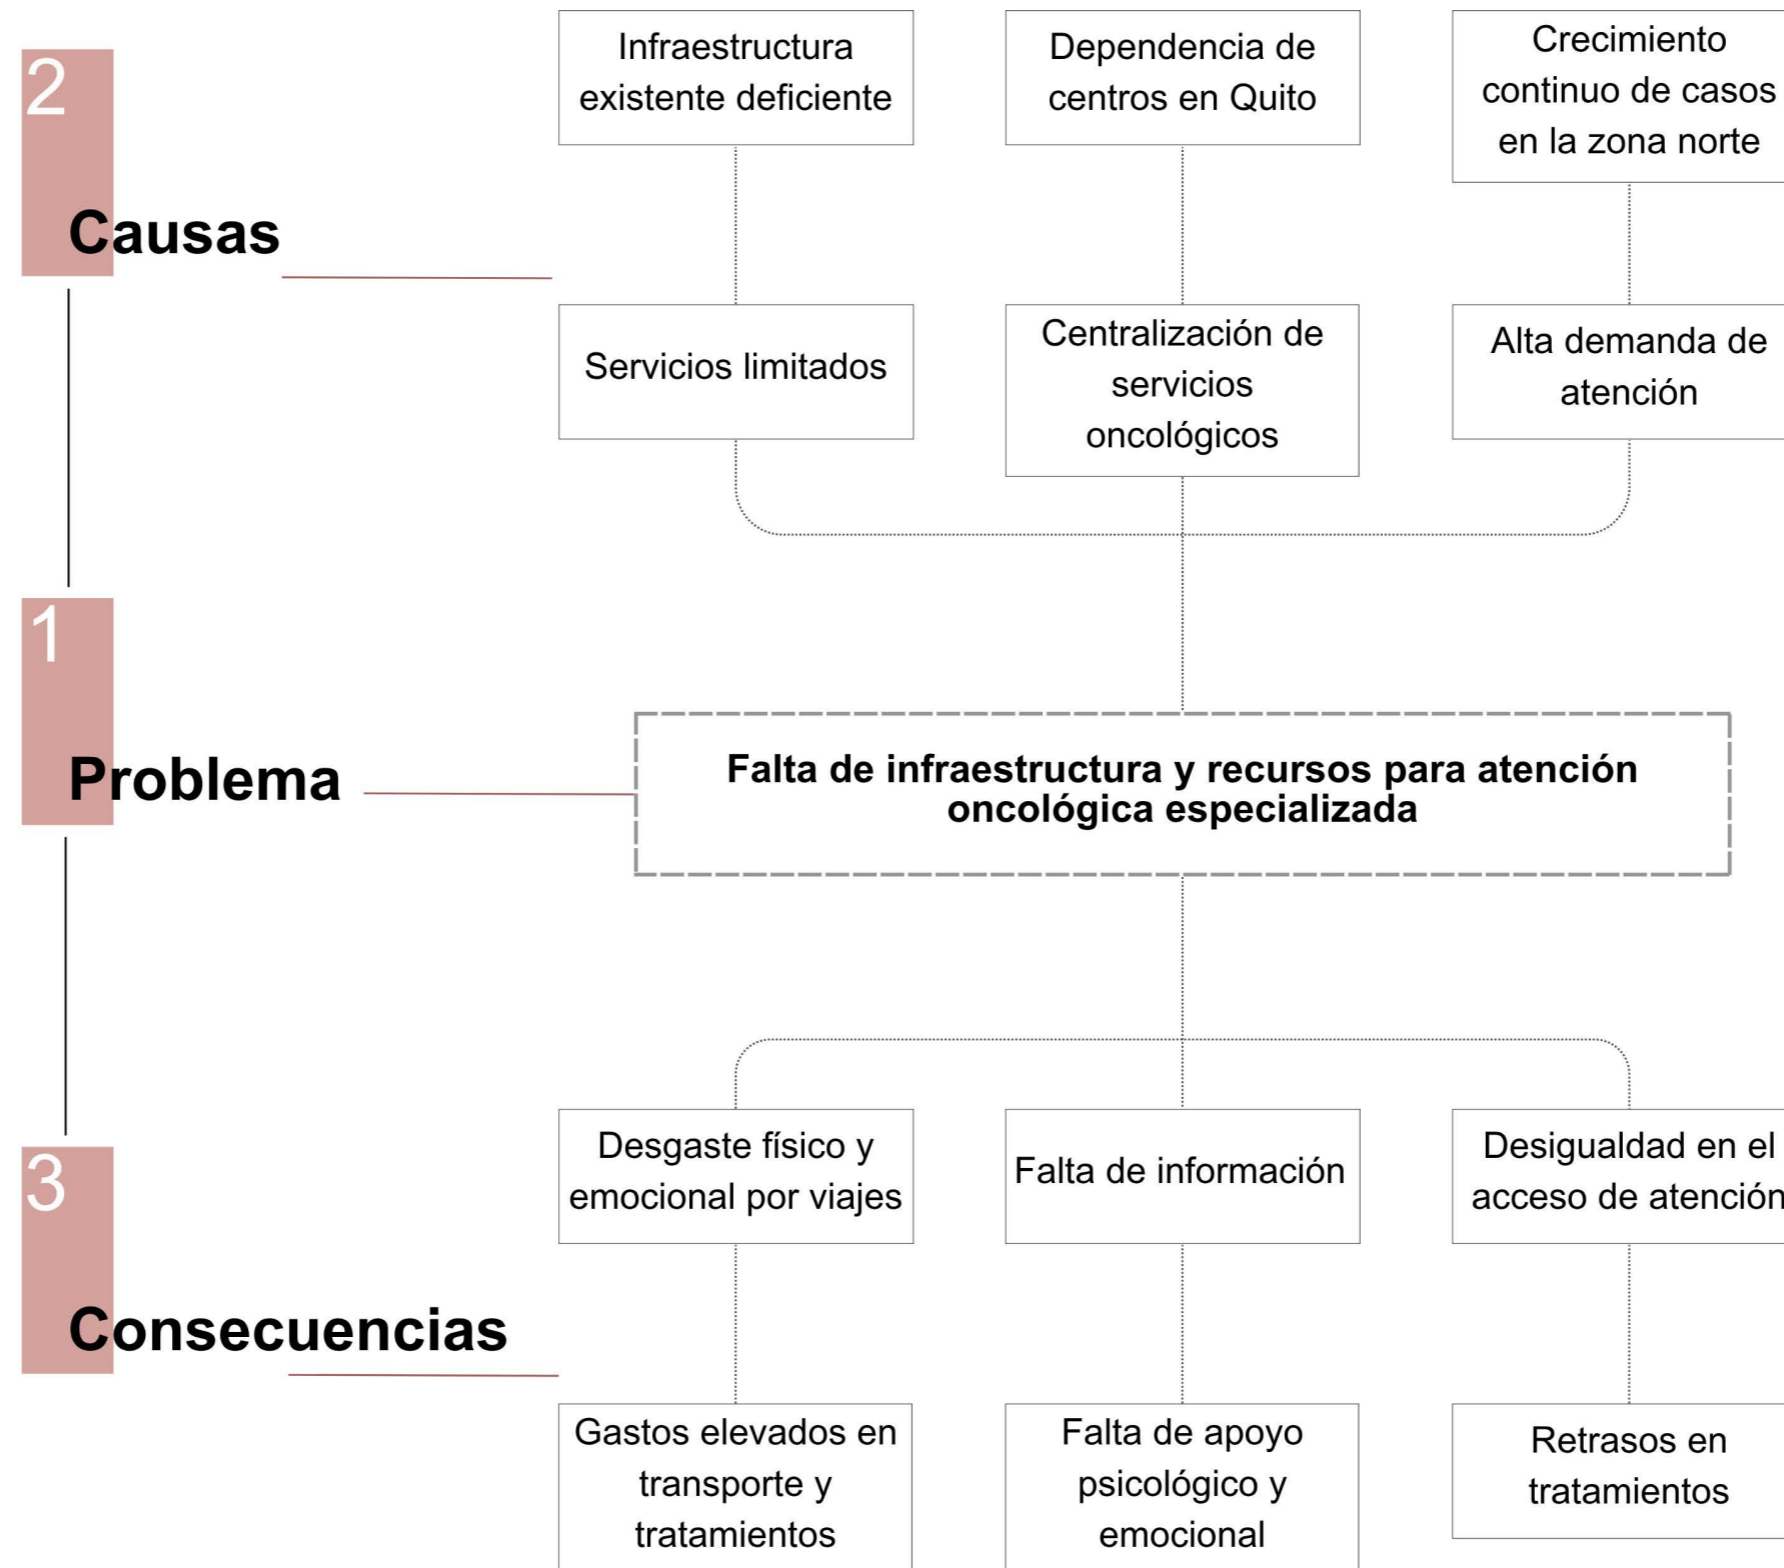 2
Causas
Infraestructura
existente deficiente
Dependencia de
centros en Quito
Crecimiento
continuo de casos
en la zona norte
Servicios limitados
Centralización de
servicios
oncológicos
Alta demanda de
atención
1
Problema
Falta de infraestructura y recursos para atención
oncológica especializada
3
Consecuencias
Desgaste físico y
emocional por viajes
Falta de información
Desigualdad en el
acceso de atención
Gastos elevados en
transporte y
tratamientos
Falta de apoyo
psicológico y
emocional
Retrasos en
tratamientos